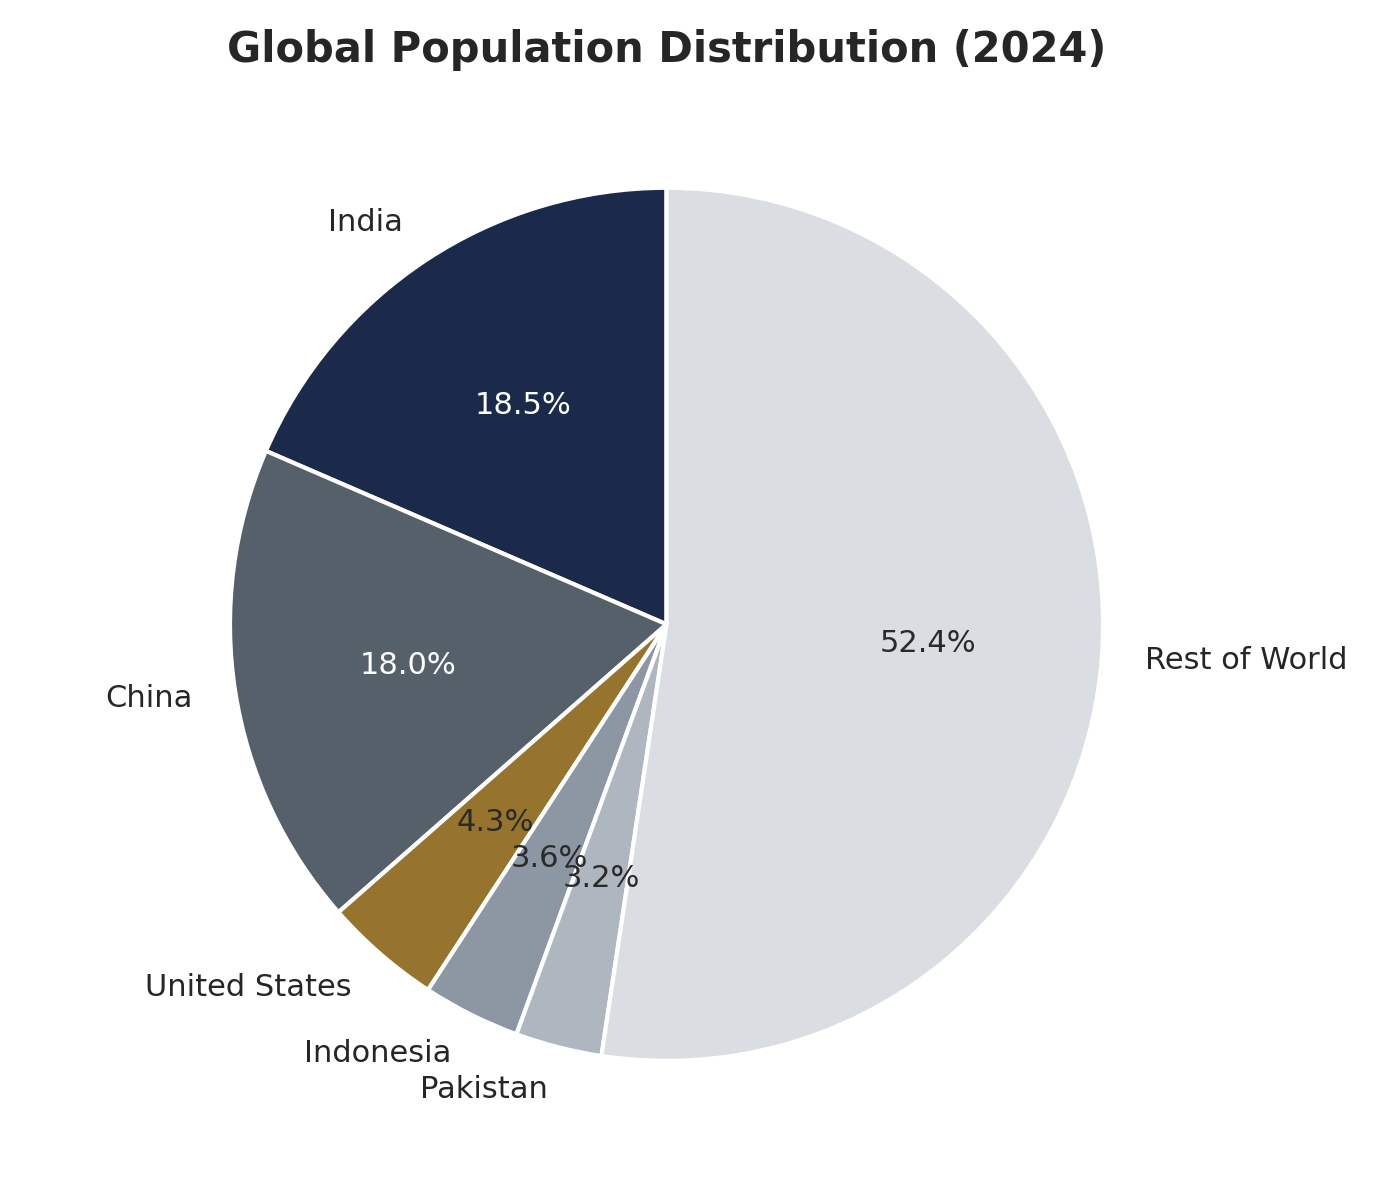 Global Population Distribution (2024)
India
18.5%
52.4%
Rest of World
18.0%
China
4.3%
3.6%
3.2%
United States
Indonesia
Pakistan